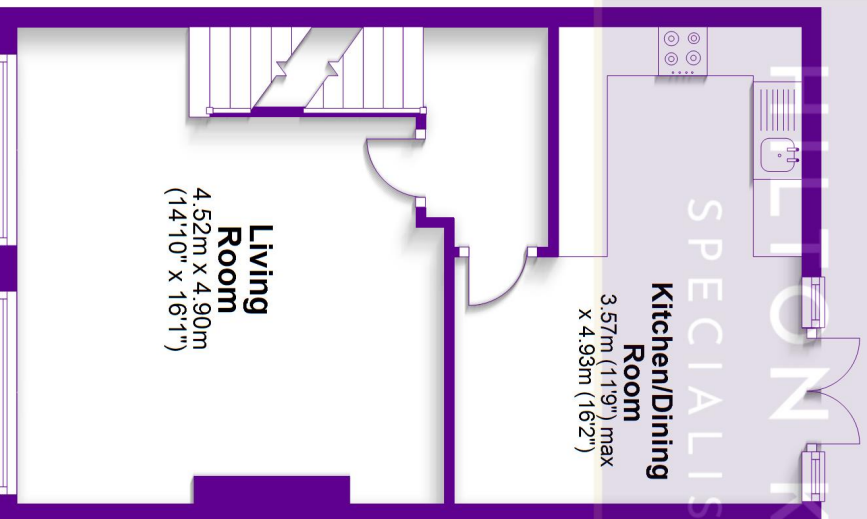 Living
Room
4.52m x 4.90m
(14'10" x 16'1")
Kitchen/Dining
Room
3.57m (11'9") max
x 4.93m (16'2")
HILTON K
SPECIALIS